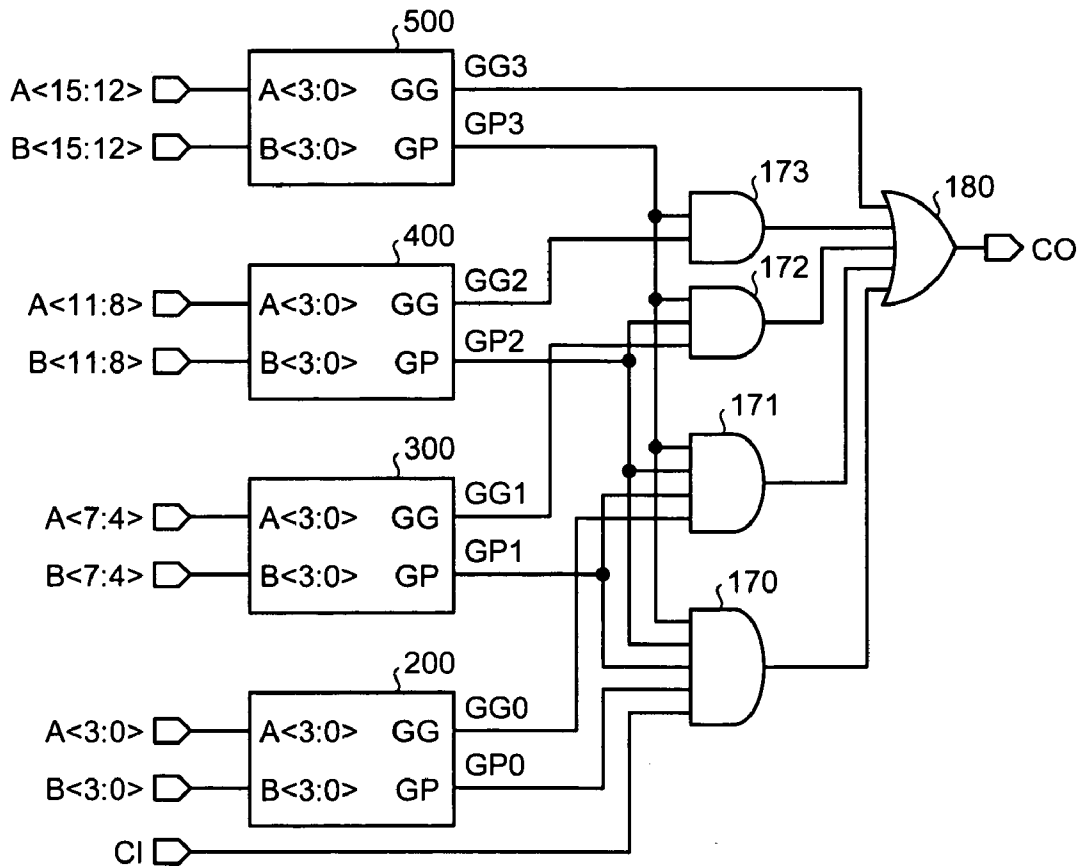 500
A<15:12>
A<3:0> GG
GG3
B<15:12>
B<3:0> GP
GP3
173
180
CO
400
A<11:8>
A<3:0> GG
GG2
172
B<11:8>
B<3:0> GP
GP2
171
300
A<7:4>
A<3:0> GG
GG1
B<7:4>
B<3:0> GP
GP1
170
200
A<3:0>
A<3:0> GG
GG0
B<3:0>
B<3:0> GP
GP0
CI